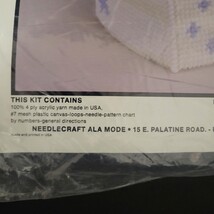 THIS KIT CONTAINS
100% 4 ply acrylic yarn made in USA,
#7 mesh plastic canvas-loops-needle-pattern chart
by numbers-general directions
NEEDLECRAFT ALA MODE • 15 E. PALATINE ROAD. -